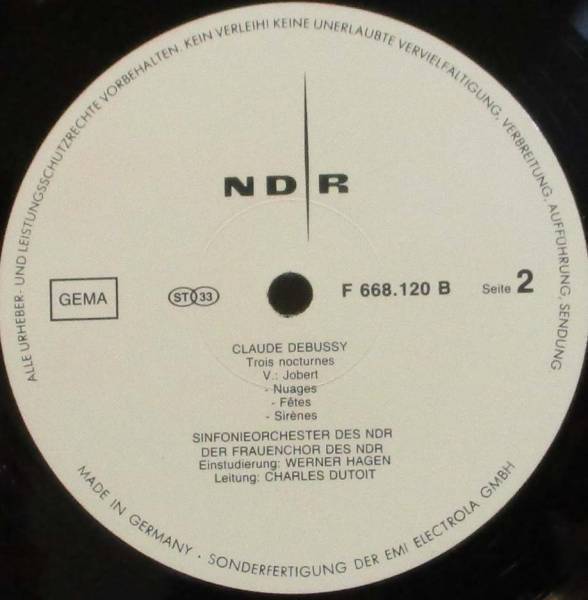 ALLE URHEBER- UND LEISTUNGSSCHUTZRECHTE VORBEHALTEN. KEIN VERLEIH! KEINE UNERLAUBTE VERVIELFÄLTIGUNG, VERBREITUNG, AUFFÜHRUNG, SENDUNG
NDR
GEMA
ST 33
F 668.120 B Seite 2
CLAUDE DEBUSSY
Trois nocturnes
V.: Jobert
- Nuages
- Fêtes
- Sirènes
SINFONIEORCHESTER DES NDR
DER FRAUENCHOR DES NDR
Einstudierung: WERNER HAGEN
Leitung: CHARLES DUTOIT
MADE IN GERMANY · SONDERFERTIGUNG DER EMI ELECTROLA GMBH